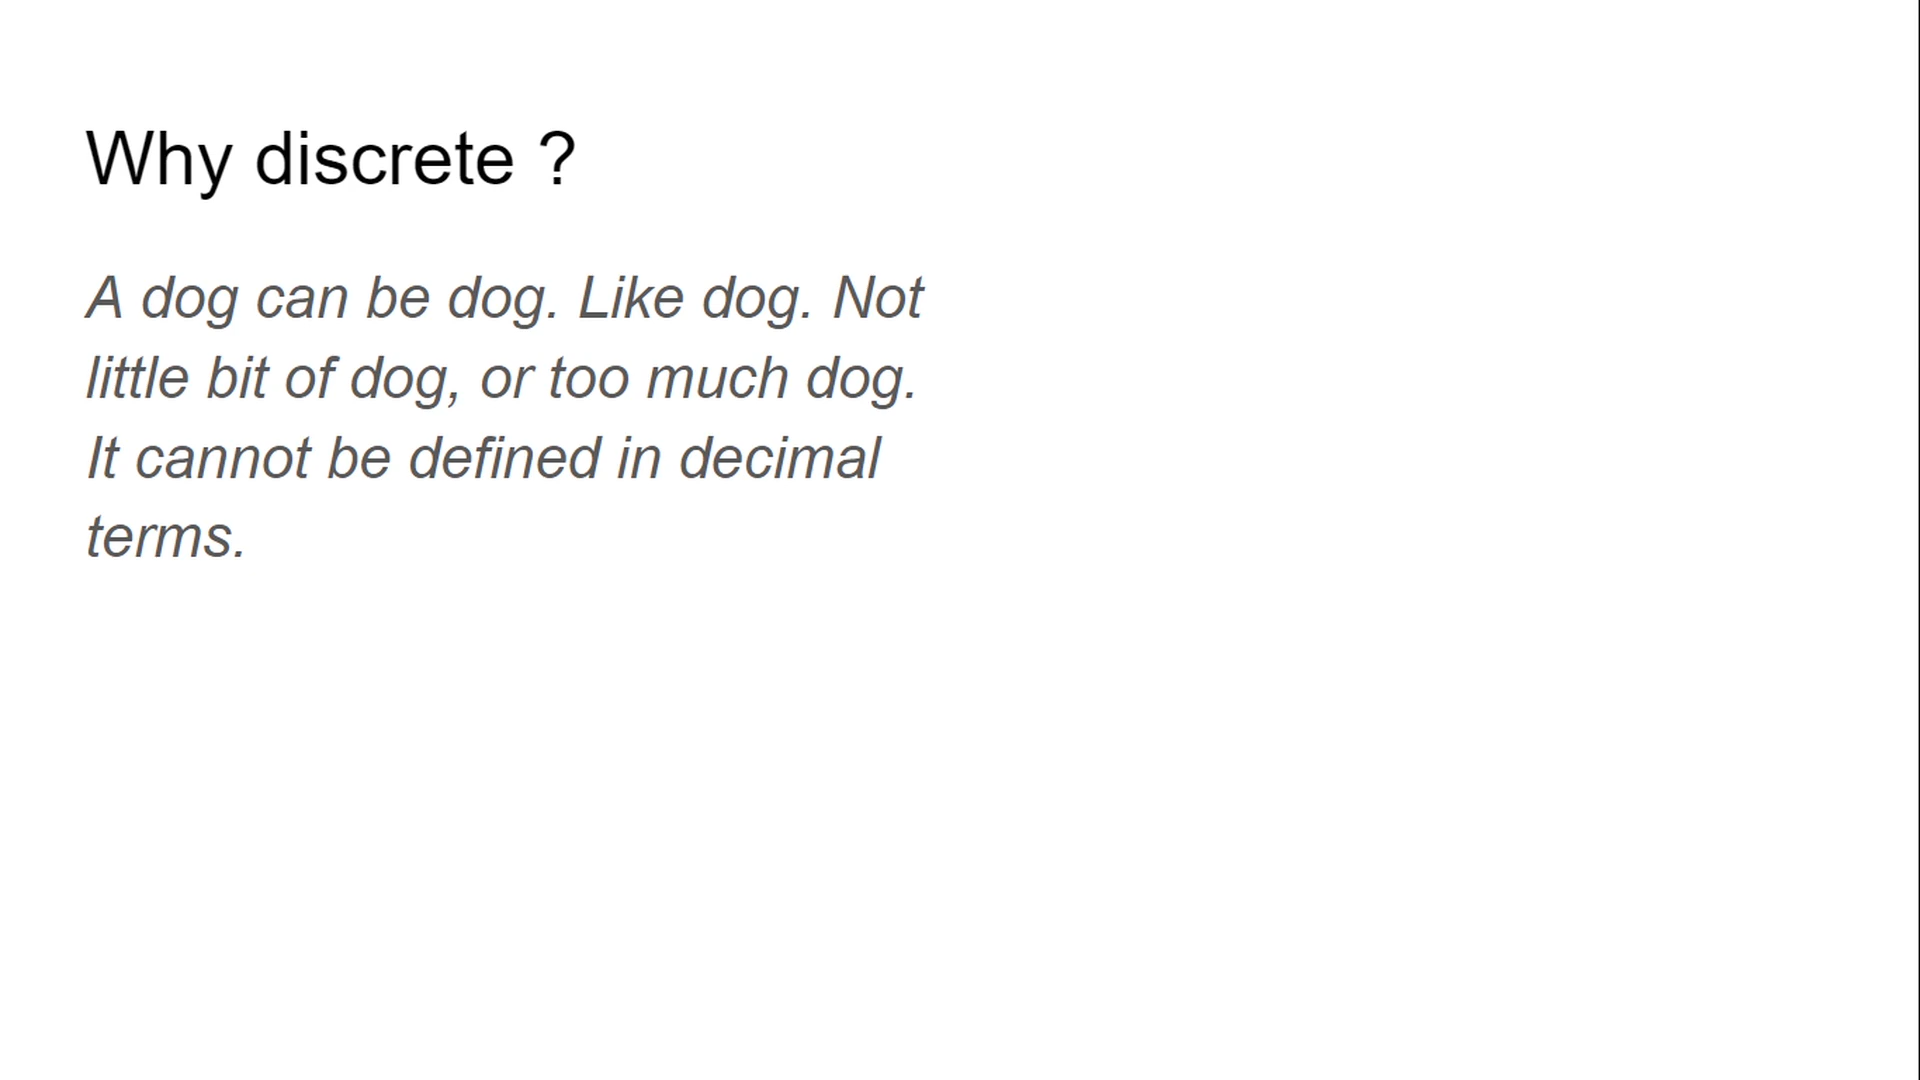 Why discrete ?
A dog can be dog. Like dog. Not
little bit of dog, or too much dog.
It cannot be defined in decimal
terms.